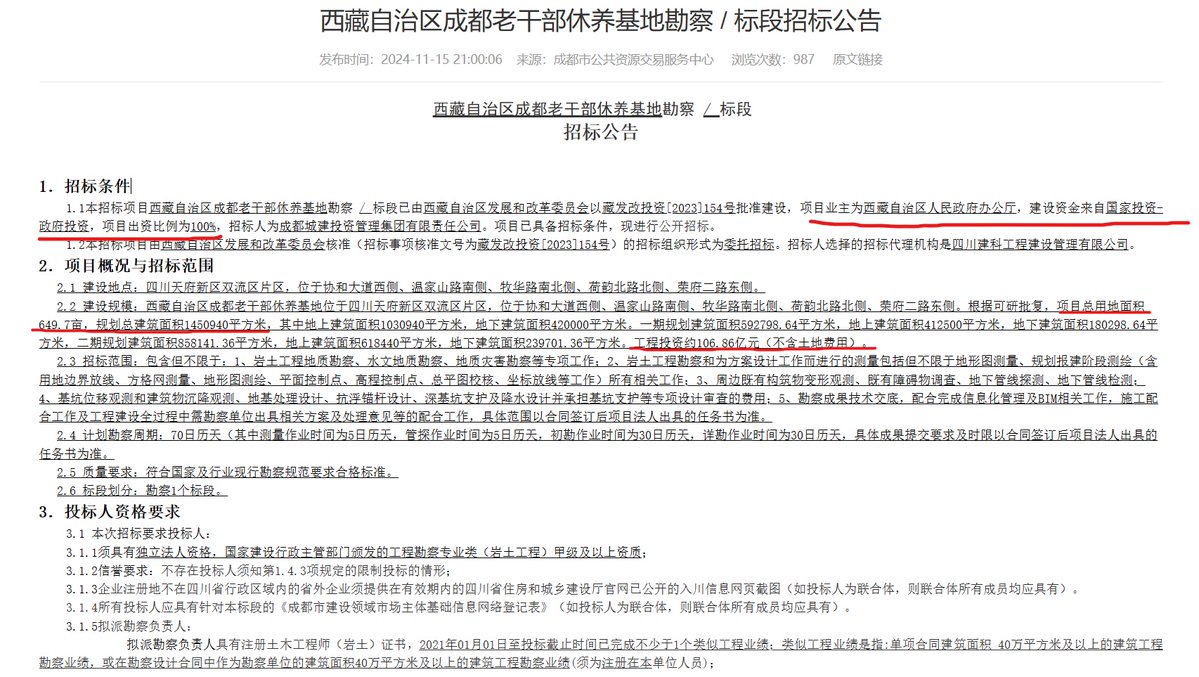 西藏自治区成都老干部休养基地勘察 / 标段招标公告
发布时间：2024-11-15 21:00:06 来源：成都市公共资源交易服务中心 浏览次数：987 原文链接
西藏自治区成都老干部休养基地勘察 / 标段
招标公告
1. 招标条件
1.1本招标项目西藏自治区成都老干部休养基地勘察 / 标段已由西藏自治区发展和改革委员会以藏发改投资[2023]154号批准建设，项目业主为西藏自治区人民政府办公厅，建设资金来自国家投资-
政府投资，项目出资比例为100%，招标人为成都城建投资管理集团有限责任公司。项目已具备招标条件，现进行公开招标。
1.2本招标项目由西藏自治区发展和改革委员会核准（招标事项核准文号为藏发改投资[2023]154号）的招标组织形式为委托招标。招标人选择的招标代理机构是四川建科工程建设管理有限公司。
2. 项目概况与招标范围
2.1 建设地点：四川天府新区双流区片区，位于协和大道西侧、温家山路南侧、牧华路南北侧、荷韵北路北侧、荣府二路东侧。
2.2 建设规模：西藏自治区成都老干部休养基地位于四川天府新区双流区片区，位于协和大道西侧、温家山路南侧、牧华路南北侧、荷韵北路北侧、荣府二路东侧。根据可研批复，项目总用地面积
649.7亩，规划总建筑面积1450940平方米，其中地上建筑面积1030940平方米，地下建筑面积420000平方米。一期规划建筑面积592798.64平方米，地上建筑面积412500平方米，地下建筑面积180298.64平
方米，二期规划建筑面积858141.36平方米，地上建筑面积618440平方米，地下建筑面积239701.36平方米。工程投资约106.86亿元（不含土地费用）。
2.3 招标范围：包含但不限于：1、岩土工程地质勘察、水文地质勘察、地质灾害勘察等专项工作；2、岩土工程勘察和为方案设计工作而进行的测量包括但不限于地形图测量、规划报建阶段测绘（含
用地边界放线、方格网测量、地形图测绘、平面控制点、高程控制点、总平图校核、坐标放线等工作）所有相关工作；3、周边既有构筑物变形观测、既有障碍物调查、地下管线探测、地下管线检测；
4、基坑位移观测和建筑物沉降观测、地基处理设计、抗浮锚杆设计、深基坑支护及降水设计并承担基坑支护等专项设计审查的费用；5、勘察成果技术交底，配合完成信息化管理及BIM相关工作，施工配
合工作及工程建设全过程中需勘察单位出具相关方案及处理意见等的配合工作，具体范围以合同签订后项目法人出具的任务书为准。
2.4 计划勘察周期：70日历天（其中测量作业时间为5日历天，管探作业时间为5日历天，初勘作业时间为30日历天，详勘作业时间为30日历天，具体成果提交要求及时限以合同签订后项目法人出具的
任务书为准。
2.5 质量要求：符合国家及行业现行勘察规范要求合格标准。
2.6 标段划分：勘察1个标段。
3. 投标人资格要求
3.1 本次招标要求投标人：
3.1.1须具有独立法人资格，国家建设行政主管部门颁发的工程勘察专业类（岩土工程）甲级及以上资质；
3.1.2信誉要求：不存在投标人须知第1.4.3项规定的限制投标的情形；
3.1.3企业注册地不在四川省行政区域内的省外企业须提供在有效期内的四川省住房和城乡建设厅官网已公开的入川信息网页截图（如投标人为联合体，则联合体所有成员均应具有）。
3.1.4所有投标人应具有针对本标段的《成都市建设领域市场主体基础信息网络登记表》（如投标人为联合体，则联合体所有成员均应具有）。
3.1.5拟派勘察负责人：
拟派勘察负责人具有注册土木工程师（岩土）证书，2021年01月01日至投标截止时间已完成不少于1个类似工程业绩；类似工程业绩是指:单项合同建筑面积 40万平方米及以上的建筑工程
勘察业绩，或在勘察设计合同中作为勘察单位的建筑面积40万平方米及以上的建筑工程勘察业绩(须为注册在本单位人员)；